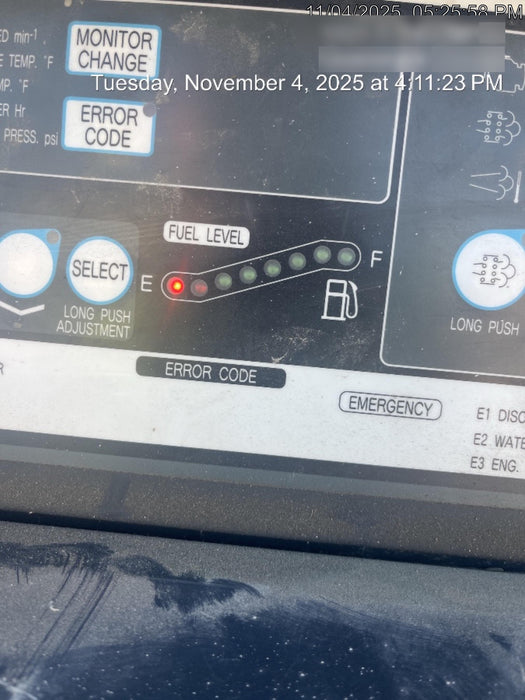 11/04/2025 05:25:58 PM
MONITOR
CHANGE
Tuesday, November 4, 2025 at 4:11:23 PM
ED min-1
E TEMP. °F
MP. °F
ER Hr
PRESS. psi
ERROR
CODE
FUEL LEVEL
E
F
SELECT
LONG PUSH
ADJUSTMENT
LONG PUSH
R
ERROR CODE
EMERGENCY
E1 DISC
E2 WATE
E3 ENG.